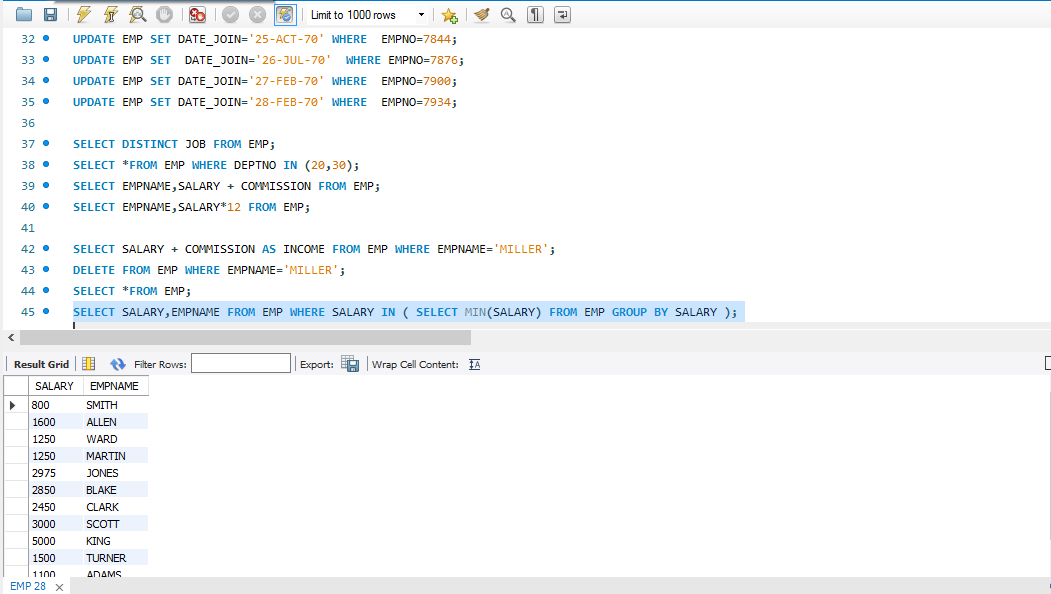 Limit to 1000 rows
32 UPDATE EMP SET DATE_JOIN='25-ACT-70' WHERE  EMPNO=7844;
33 UPDATE EMP SET  DATE_JOIN='26-JUL-70'  WHERE EMPNO=7876;
34 UPDATE EMP SET DATE_JOIN='27-FEB-70' WHERE  EMPNO=7900;
35 UPDATE EMP SET DATE_JOIN='28-FEB-70' WHERE  EMPNO=7934;
36
37 SELECT DISTINCT JOB FROM EMP;
38 SELECT *FROM EMP WHERE DEPTNO IN (20,30);
39 SELECT EMPNAME,SALARY + COMMISSION FROM EMP;
40 SELECT EMPNAME,SALARY*12 FROM EMP;
41
42 SELECT SALARY + COMMISSION AS INCOME FROM EMP WHERE EMPNAME='MILLER';
43 DELETE FROM EMP WHERE EMPNAME='MILLER';
44 SELECT *FROM EMP;
45 SELECT SALARY,EMPNAME FROM EMP WHERE SALARY IN ( SELECT MIN(SALARY) FROM EMP GROUP BY SALARY );
Result Grid Filter Rows: Export: Wrap Cell Content:
SALARY EMPNAME
800 SMITH
1600 ALLEN
1250 WARD
1250 MARTIN
2975 JONES
2850 BLAKE
2450 CLARK
3000 SCOTT
5000 KING
1500 TURNER
1100 ADAMS
EMP 28